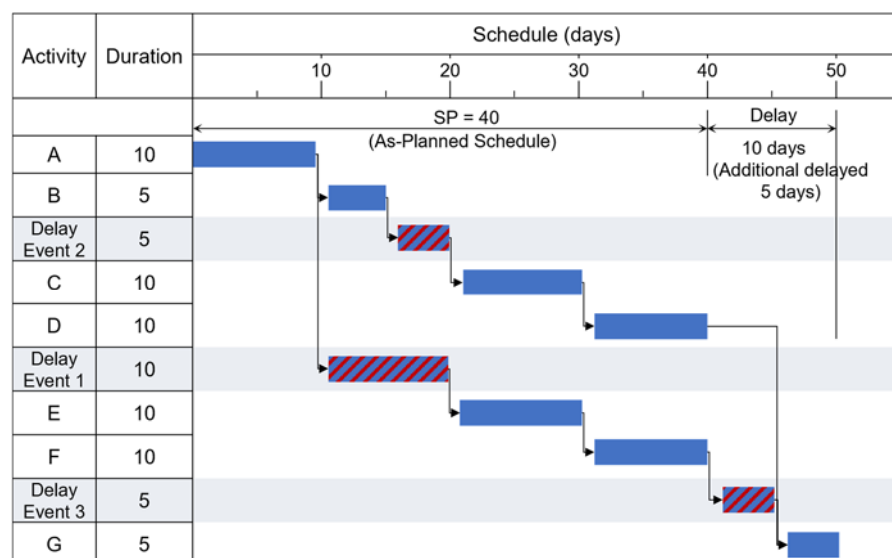 Activity Duration Schedule (days)
10 20 30 40 50
SP = 40
(As-Planned Schedule)
Delay
10 days
(Additional delayed
5 days)
A 10
B 5
Delay
Event 2 5
C 10
D 10
Delay
Event 1 10
E 10
F 10
Delay
Event 3 5
G 5